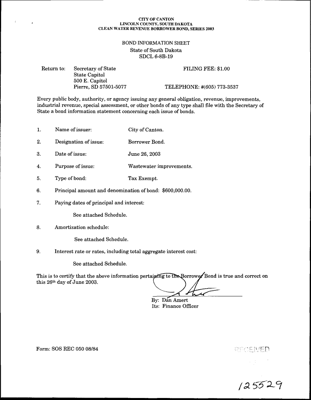 CITY OF CANTON
LINCOLN COUNTY, SOUTH DAKOTA
CLEAN WATER REVENUE BORROWER BOND, SERIES 2003
BOND INFORMATION SHEET
State of South Dakota
SDCL 6-8B-19
Return to: Secretary of State FILING FEE: $1.00
State Capitol
500 E. Capitol
Pierre, SD 57501-5077 TELEPHONE: #(605) 773-3537
Every public body, authority, or agency issuing any general obligation, revenue, improvements,
industrial revenue, special assessment, or other bonds of any type shall file with the Secretary of
State a bond information statement concerning each issue of bonds.
1. Name of issuer: City of Canton.
2. Designation of issue: Borrower Bond.
3. Date of issue: June 26, 2003
4. Purpose of issue: Wastewater improvements.
5. Type of bond: Tax Exempt.
6. Principal amount and denomination of bond: $600,000.00.
7. Paying dates of principal and interest:
See attached Schedule.
8. Amortization schedule:
See attached Schedule.
9. Interest rate or rates, including total aggregate interest cost:
See attached Schedule.
This is to certify that the above information pertaining to the Borrower Bond is true and correct on
this 26th day of June 2003.
By: Dan Amert
Its: Finance Officer
Form: SOS REC 050 08/84
RECEIVED
125529